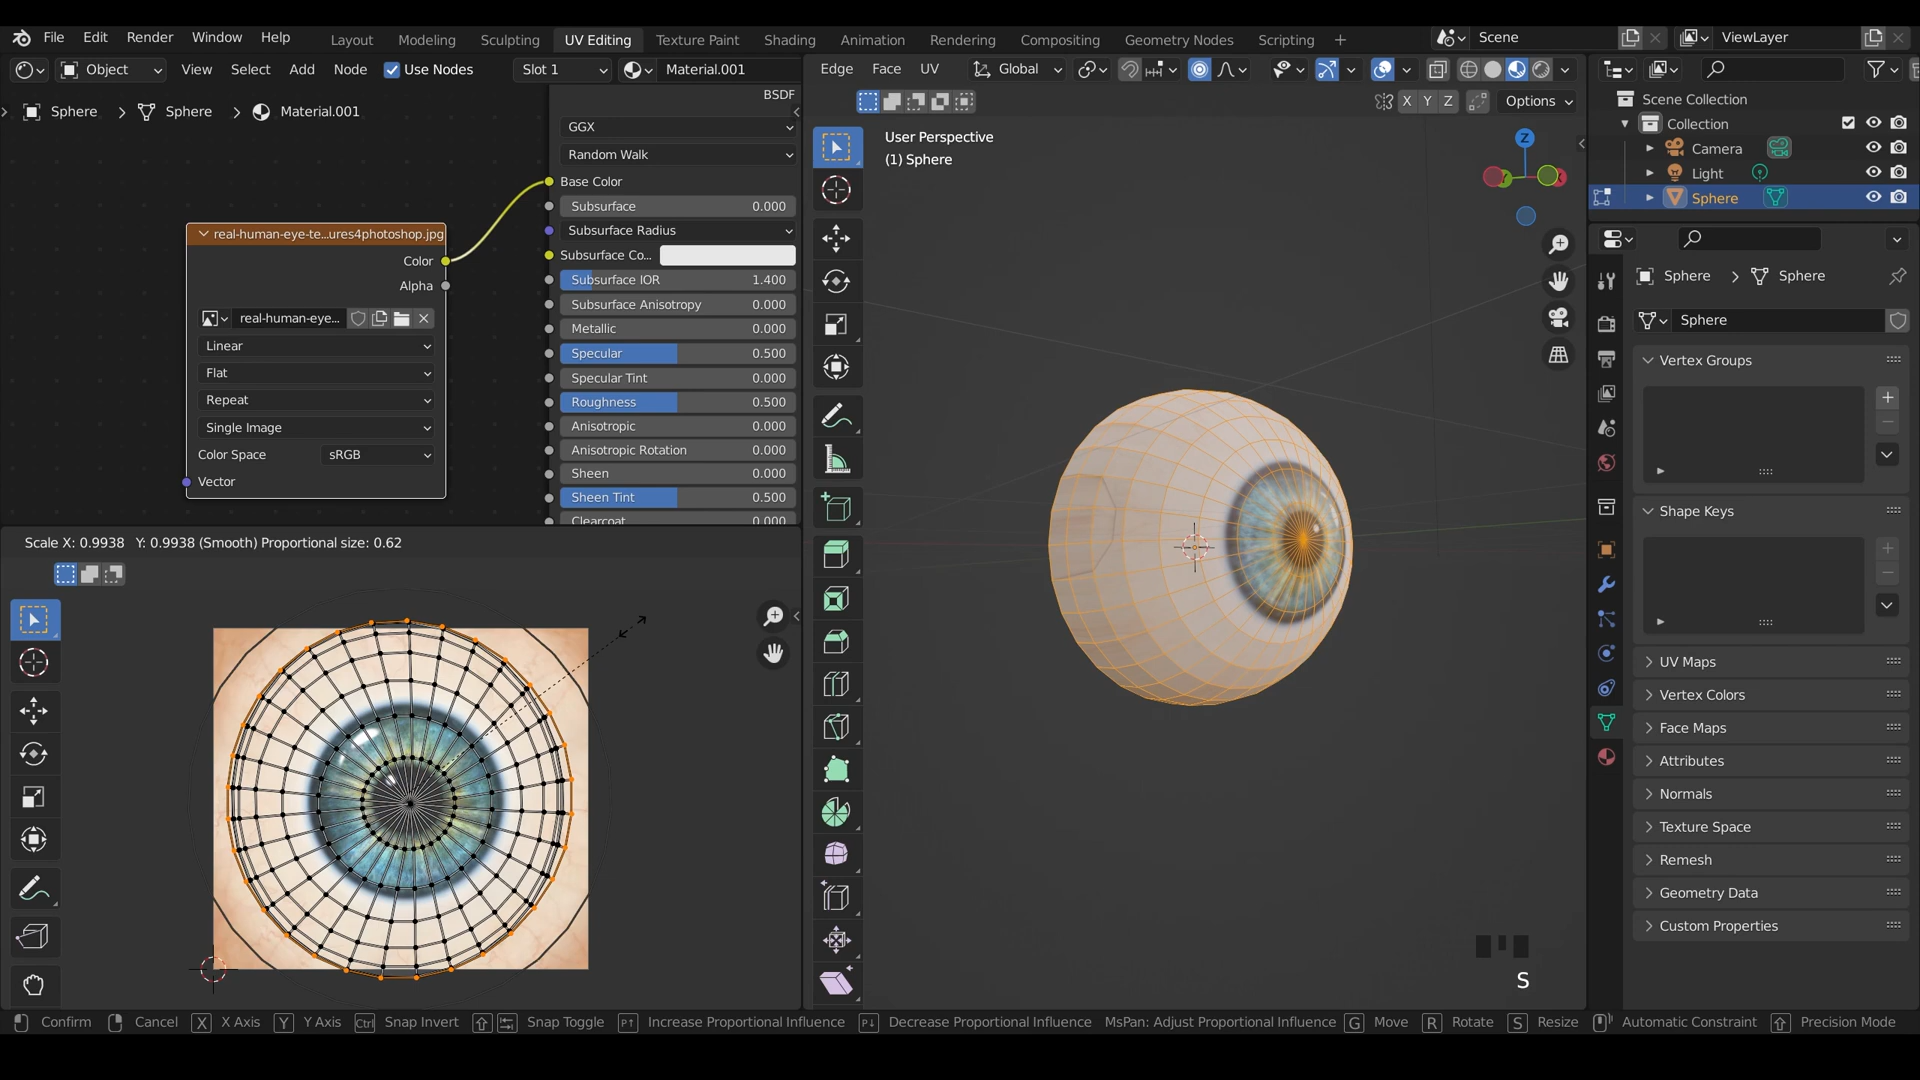 File Edit Render Window Help Layout Modeling Sculpting UV Editing Texture Paint Shading Animation Rendering Compositing Geometry Nodes Scripting + Scene ViewLayer
Object View Select Add Node Use Nodes Slot 1 Material.001
Edge Face UV Global
Sphere > Sphere > Material.001
X Y Z Options
BSDF
GGX
Random Walk
Base Color
Subsurface 0.000
Subsurface Radius
Subsurface Co...
Subsurface IOR 1.400
Subsurface Anisotropy 0.000
Metallic 0.000
Specular 0.500
Specular Tint 0.000
Roughness 0.500
Anisotropic 0.000
Anisotropic Rotation 0.000
Sheen 0.000
Sheen Tint 0.500
Clearcoat 0.000
real-human-eye-te...ures4photoshop.jpg
Color
Alpha
real-human-eye...
Linear
Flat
Repeat
Single Image
Color Space sRGB
Vector
Scale X: 0.9938 Y: 0.9938 (Smooth) Proportional size: 0.62
User Perspective
(1) Sphere
Z
Y
X
S
Scene Collection
Collection
Camera
Light
Sphere
Sphere > Sphere
Sphere
Vertex Groups
Shape Keys
UV Maps
Vertex Colors
Face Maps
Attributes
Normals
Texture Space
Remesh
Geometry Data
Custom Properties
Confirm Cancel X X Axis Y Y Axis Ctrl Snap Invert Snap Toggle Increase Proportional Influence Decrease Proportional Influence MsPan: Adjust Proportional Influence G Move R Rotate S Resize Automatic Constraint Precision Mode